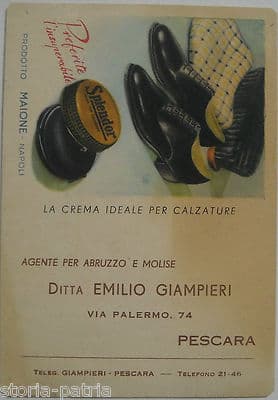 Preferite
l'insuperabile
Splendor
PRODOTTO MAIONE - NAPOLI
LA CREMA IDEALE PER CALZATURE
AGENTE PER ABRUZZO E MOLISE
DITTA EMILIO GIAMPIERI
VIA PALERMO, 74
PESCARA
TELEG. GIAMPIERI - PESCARA — TELEFONO 21-46
storia-patria